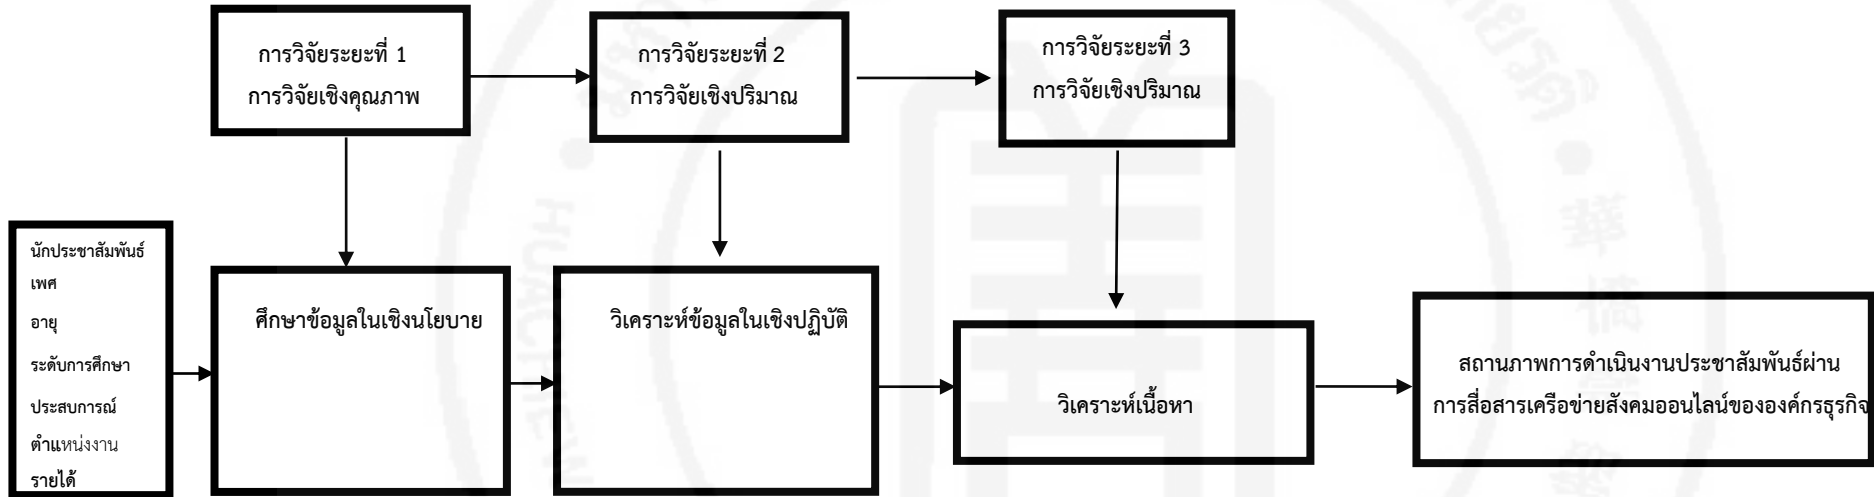 การวิจัยระยะที่ 1
การวิจัยเชิงคุณภาพ
การวิจัยระยะที่ 2
การวิจัยเชิงปริมาณ
การวิจัยระยะที่ 3
การวิจัยเชิงปริมาณ
นักประชาสัมพันธ์
เพศ
อายุ
ระดับการศึกษา
ประสบการณ์
ตำแหน่งงาน
รายได้
ศึกษาข้อมูลในเชิงนโยบาย
วิเคราะห์ข้อมูลในเชิงปฏิบัติ
วิเคราะห์เนื้อหา
สถานภาพการดำเนินงานประชาสัมพันธ์ผ่าน
การสื่อสารเครือข่ายสังคมออนไลน์ขององค์กรธุรกิจ